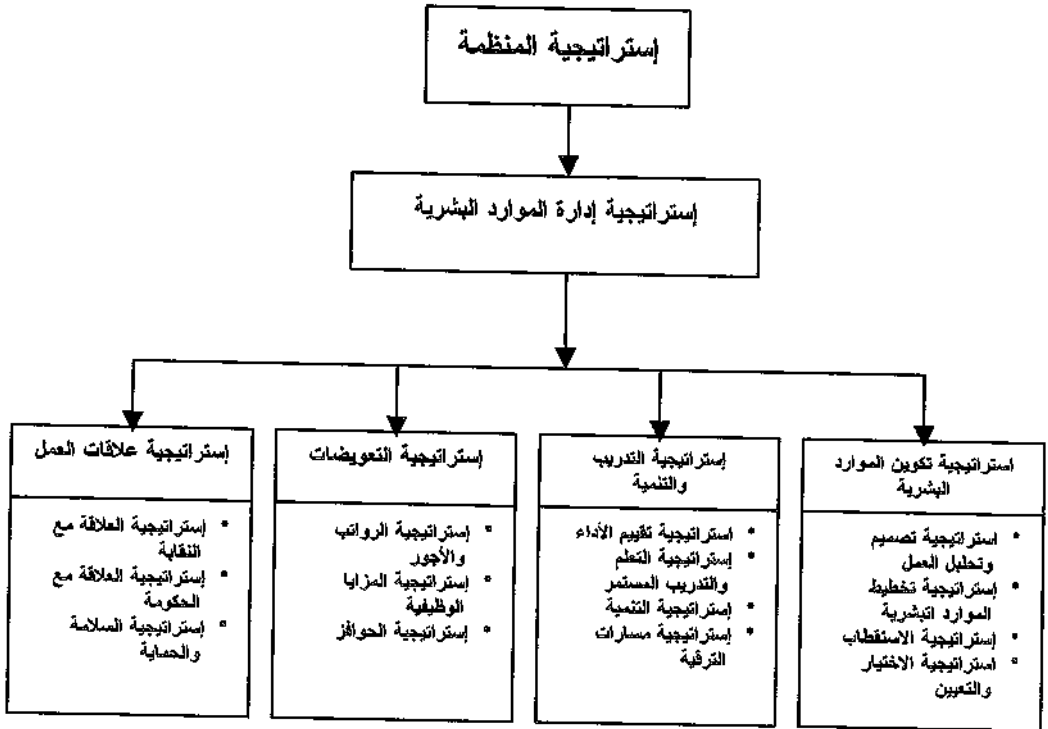 إستراتيجية المنظمة
إستراتيجية إدارة الموارد البشرية
استراتيجية تكوين الموارد
البشرية
* استراتيجية تصميم
وتحليل العمل
* إستراتيجية تخطيط
الموارد البشرية
* إستراتيجية الاستقطاب
* استراتيجية الاختيار
والتعيين
إستراتيجية التدريب
والتنمية
* استراتيجية تقييم الأداء
* إستراتيجية التعلم
والتدريب المستمر
* إستراتيجية التنمية
* إستراتيجية مسارات
الترقية
إستراتيجية التعويضات
* إستراتيجية الرواتب
والأجور
* إستراتيجية المزايا
الوظيفية
* إستراتيجية الحوافز
إستراتيجية علاقات العمل
* إستراتيجية العلاقة مع
النقابة
* إستراتيجية العلاقة مع
الحكومة
* إستراتيجية السلامة
والحماية